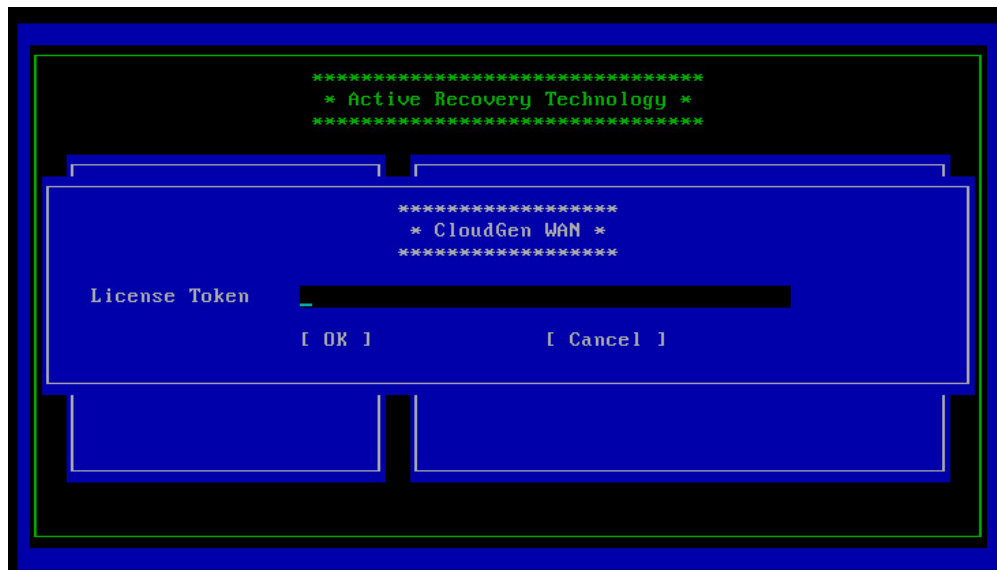 ********************************
* Active Recovery Technology *
********************************
******************
* CloudGen WAN *
******************
License Token _
[ OK ] [ Cancel ]